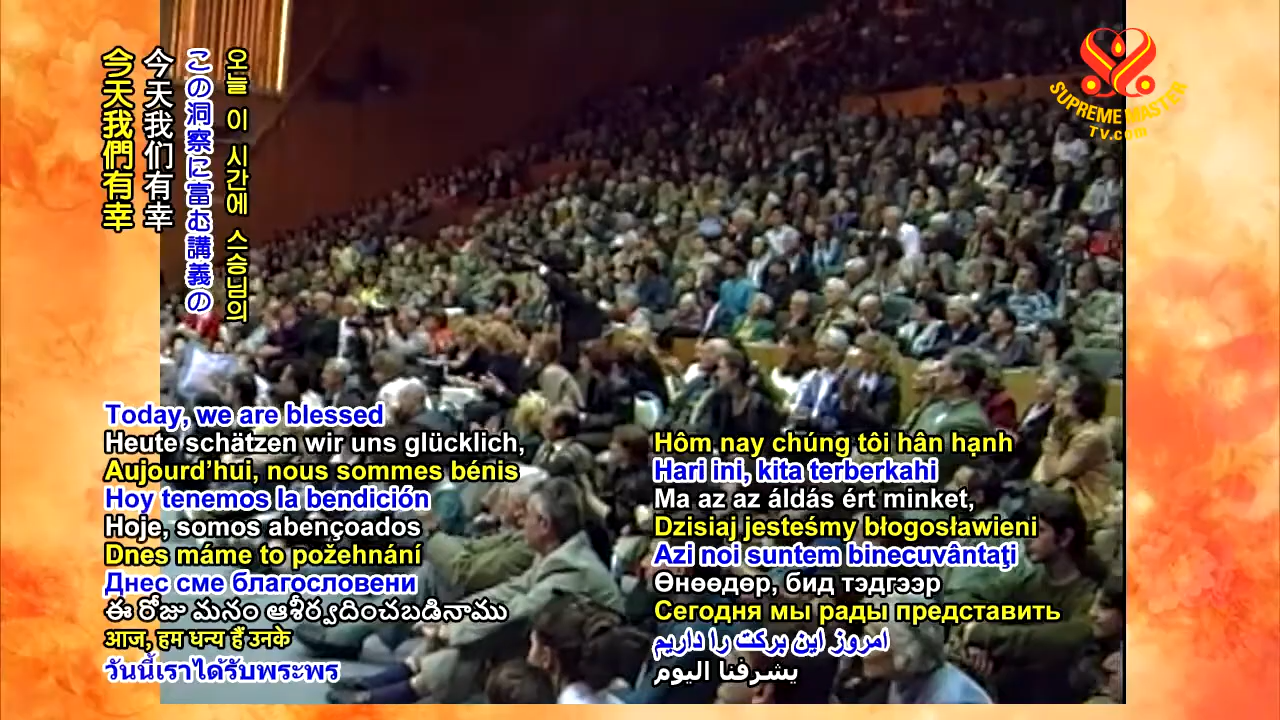 今天我們有幸
今天我们有幸
この洞察に富む講義の
오늘 이 시간에 스승님의
SUPREME MASTER
TV.com
Today, we are blessed
Heute schätzen wir uns glücklich,
Aujourd’hui, nous sommes bénis
Hoy tenemos la bendición
Hoje, somos abençoados
Dnes máme to požehnání
Днес сме благословени
ఈ రోజు మనం ఆశీర్వదించబడినాము
आज, हम धन्य हैं उनके
วันนี้เราได้รับพระพร
Hôm nay chúng tôi hân hạnh
Hari ini, kita terberkahi
Ma az az áldás ért minket,
Dzisiaj jesteśmy błogosławieni
Azi noi suntem binecuvântaţi
Өнөөдөр, бид тэдгээр
Сегодня мы рады представить
امروز این برکت را داریم
يشرفنا اليوم